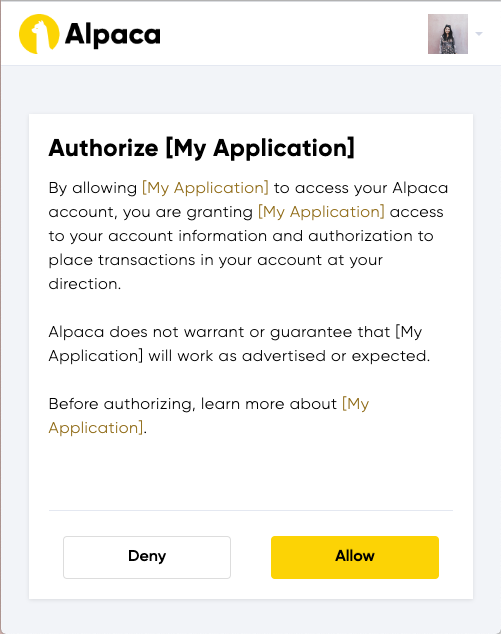 Alpaca
Authorize [My Application]
By allowing [My Application] to access your Alpaca
account, you are granting [My Application] access
to your account information and authorization to
place transactions in your account at your
direction.
Alpaca does not warrant or guarantee that [My
Application] will work as advertised or expected.
Before authorizing, learn more about [My
Application].
Deny
Allow